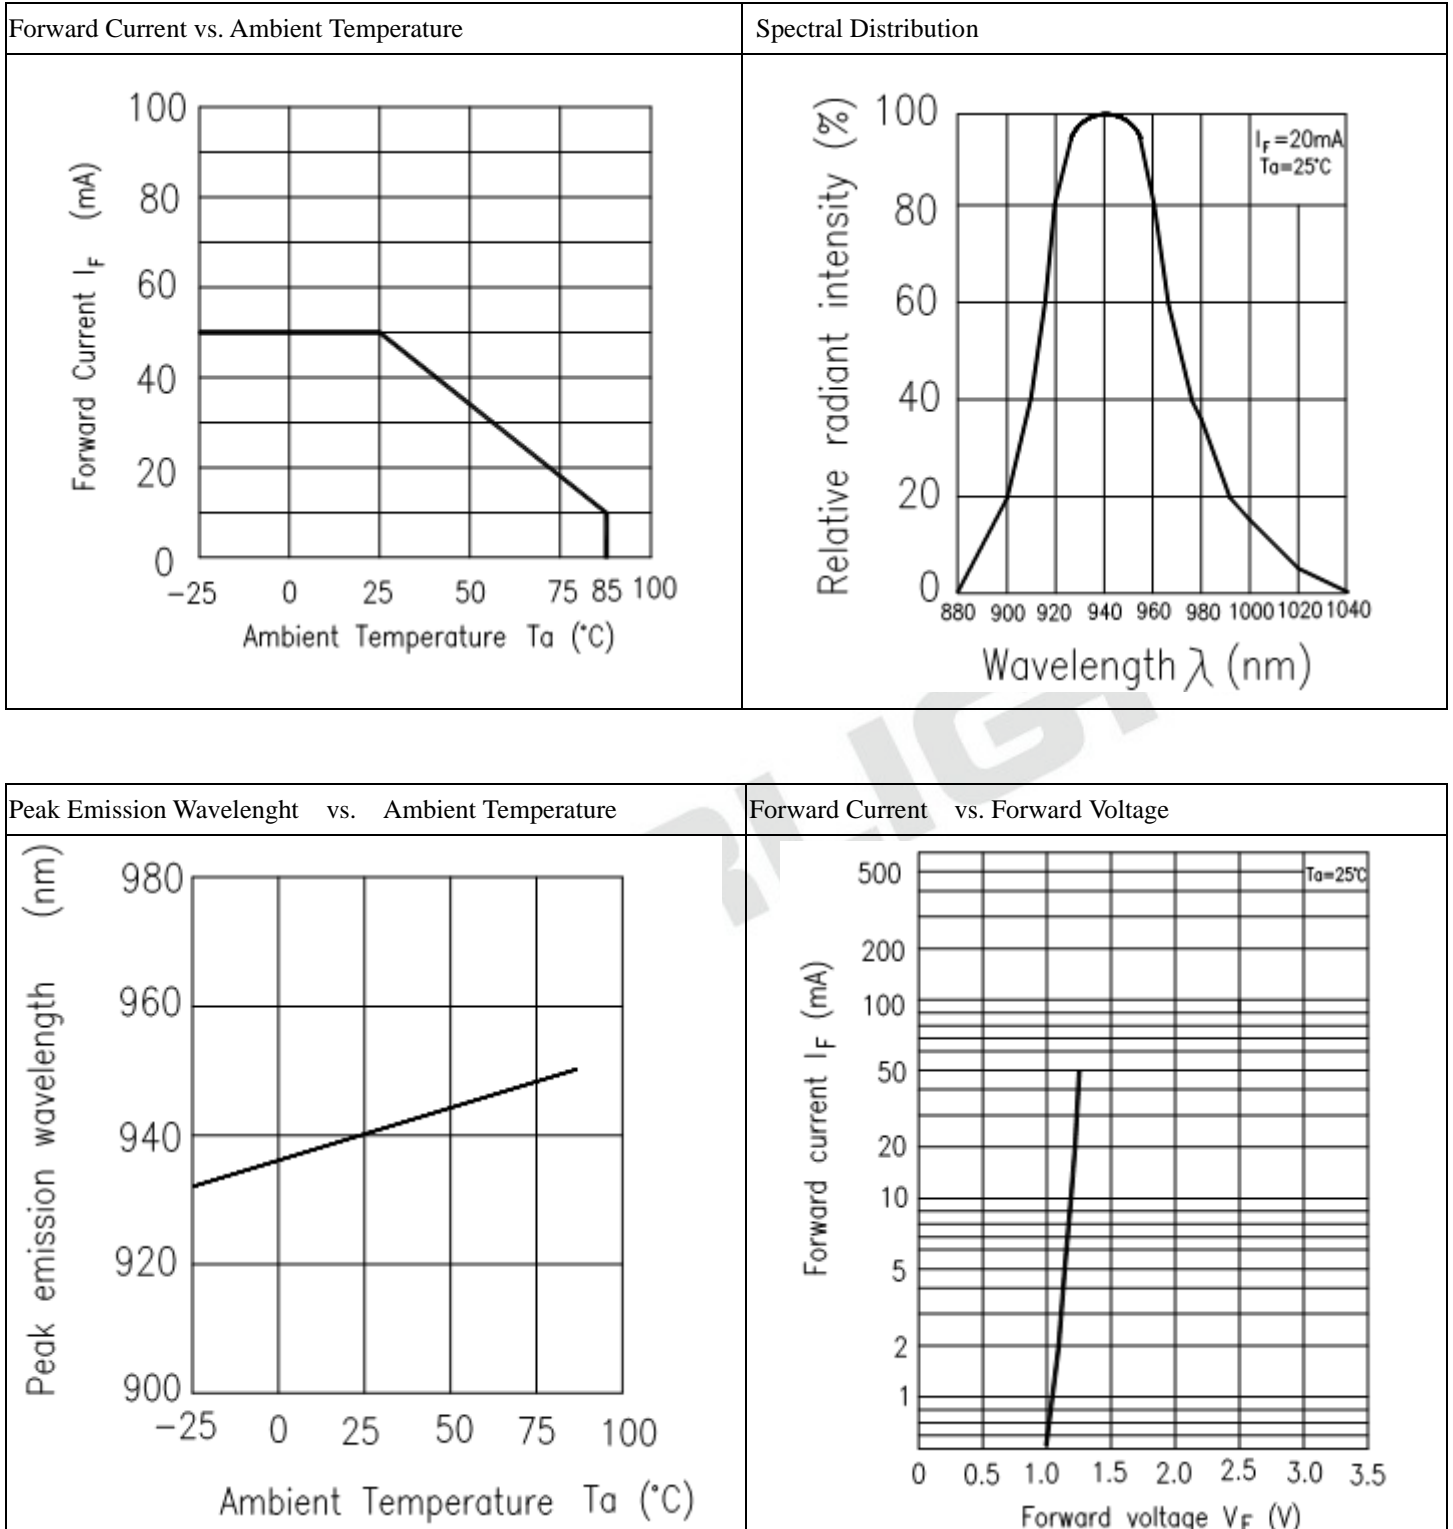 Forward Current vs. Ambient Temperature
Spectral Distribution
100
80
60
40
20
0
Forward Current IF (mA)
-25 0 25 50 75 85 100
Ambient Temperature Ta (°C)
100
80
60
40
20
0
Relative radiant intensity (%)
IF=20mA
Ta=25°C
880 900 920 940 960 980 1000 1020 1040
Wavelength λ (nm)
Peak Emission Wavelenght vs. Ambient Temperature
Forward Current vs. Forward Voltage
980
960
940
920
900
Peak emission wavelength (nm)
-25 0 25 50 75 100
Ambient Temperature Ta (°C)
500
200
100
50
20
10
5
2
1
Forward current IF (mA)
Ta=25°C
0 0.5 1.0 1.5 2.0 2.5 3.0 3.5
Forward voltage VF (V)